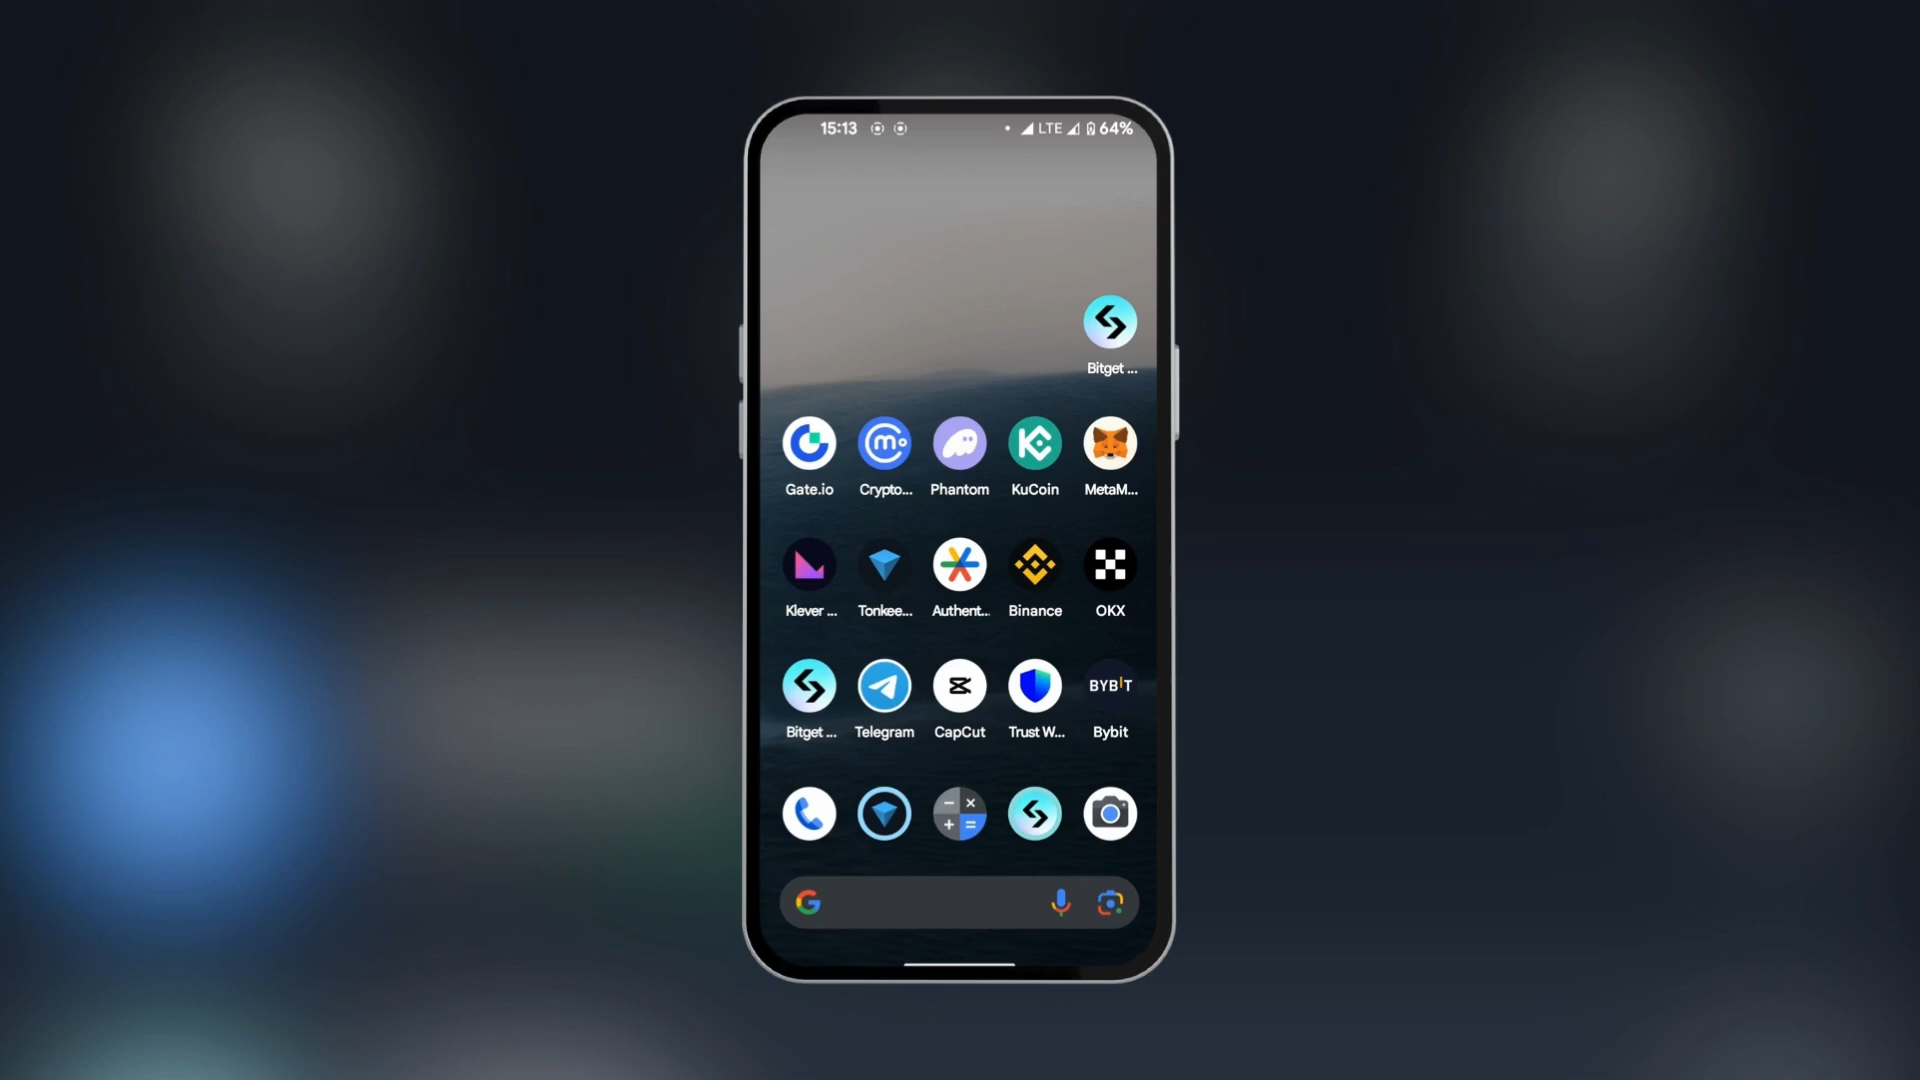 15:13 LTE 64%
Bitget ...
Gate.io Crypto... Phantom KuCoin MetaM...
Klever ... Tonkee... Authent... Binance OKX
BYBIT
Bitget ... Telegram CapCut Trust W... Bybit